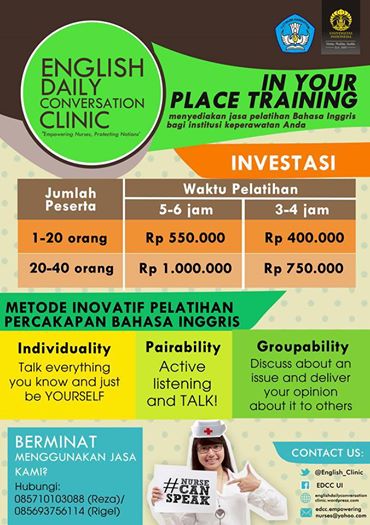 UNIVERSITAS
INDONESIA
ENGLISH
DAILY
CONVERSATION
CLINIC
"Empowering Nurses, Protecting Nations"
IN YOUR
PLACE TRAINING
menyediakan jasa pelatihan Bahasa Inggris
bagi institusi keperawatan Anda
INVESTASI
Jumlah
Peserta
Waktu Pelatihan
5-6 jam
3-4 jam
1-20 orang
Rp 550.000
Rp 400.000
20-40 orang
Rp 1.000.000
Rp 750.000
METODE INOVATIF PELATIHAN
PERCAKAPAN BAHASA INGGRIS
Individuality
Talk everything
you know and just
be YOURSELF
Pairability
Active
listening
and TALK!
Groupability
Discuss about an
issue and deliver
your opinion
about it to others
BERMINAT
MENGGUNAKAN JASA
KAMI?
Hubungi:
085710103088 (Reza)/
085693756114 (Rigel)
#NURSE
CAN
SPEAK
CONTACT US:
@English_Clinic
EDCC UI
englishdailyconversation
clinic.wordpress.com
edcc.empowering
nurses@yahoo.com